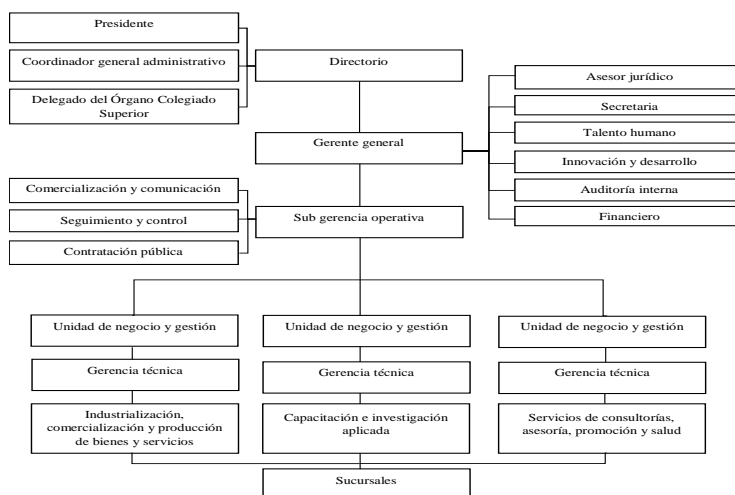 Presidente
Coordinador general administrativo
Directorio
Delegado del Órgano Colegiado
Superior
Asesor jurídico
Secretaria
Talento humano
Innovación y desarrollo
Auditoría interna
Financiero
Gerente general
Comercialización y comunicación
Seguimiento y control
Contratación pública
Sub gerencia operativa
Unidad de negocio y gestión
Unidad de negocio y gestión
Unidad de negocio y gestión
Gerencia técnica
Gerencia técnica
Gerencia técnica
Industrialización,
comercialización y producción
de bienes y servicios
Capacitación e investigación
aplicada
Servicios de consultorías,
asesoría, promoción y salud
Sucursales